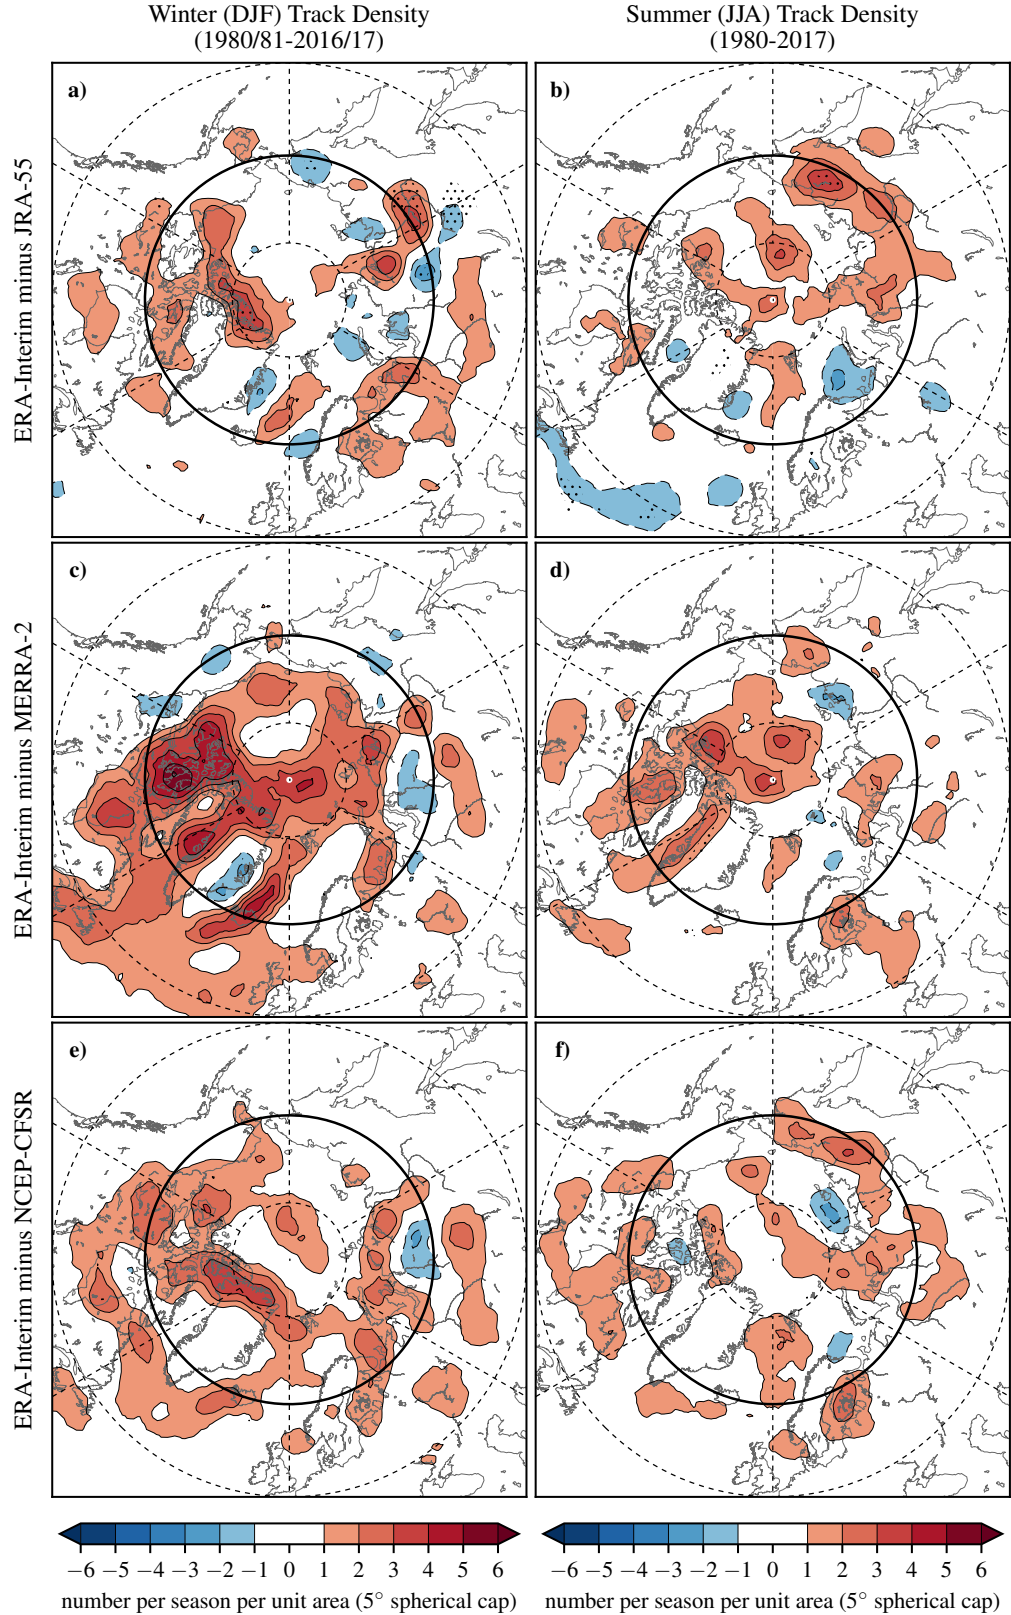 Winter (DJF) Track Density
(1980/81-2016/17)
Summer (JJA) Track Density
(1980-2017)
ERA-Interim minus JRA-55
a)
b)
ERA-Interim minus MERRA-2
c)
d)
ERA-Interim minus NCEP-CFSR
e)
f)
−6 −5 −4 −3 −2 −1 0 1 2 3 4 5 6
number per season per unit area (5° spherical cap)
−6 −5 −4 −3 −2 −1 0 1 2 3 4 5 6
number per season per unit area (5° spherical cap)